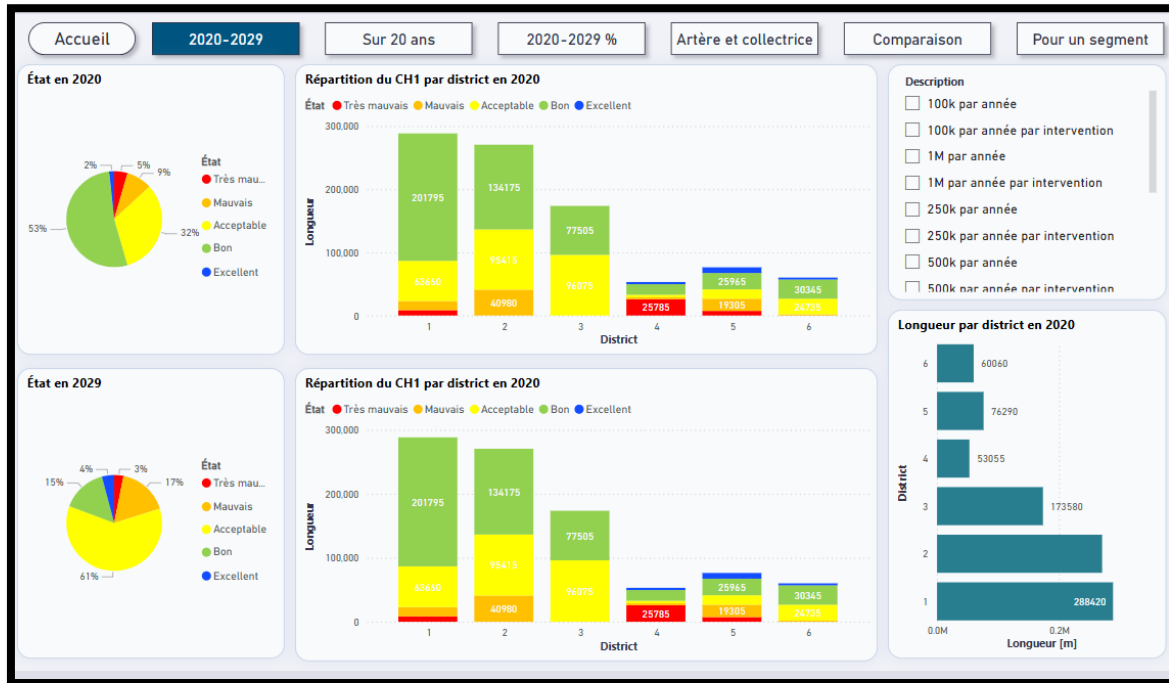 Accueil
2020-2029
Sur 20 ans
2020-2029 %
Artère et collectrice
Comparaison
Pour un segment
État en 2020
2%
5%
9%
32%
53%
État
Très mau...
Mauvais
Acceptable
Bon
Excellent
Répartition du CH1 par district en 2020
État Très mauvais Mauvais Acceptable Bon Excellent
300,000
200,000
100,000
0
Longueur
201795
63650
134175
95415
40980
77505
96075
25785
25965
19305
30345
24735
1 2 3 4 5 6
District
Description
100k par année
100k par année par intervention
1M par année
1M par année par intervention
250k par année
250k par année par intervention
500k par année
500k par année par intervention
État en 2029
4%
3%
17%
61%
15%
État
Très mau...
Mauvais
Acceptable
Bon
Excellent
Répartition du CH1 par district en 2020
État Très mauvais Mauvais Acceptable Bon Excellent
300,000
200,000
100,000
0
Longueur
201795
63650
134175
95415
40980
77505
96075
25785
25965
19305
30345
24735
1 2 3 4 5 6
District
Longueur par district en 2020
6 60060
5 76290
4 53055
3 173580
2
1 288420
District
0.0M 0.2M
Longueur [m]